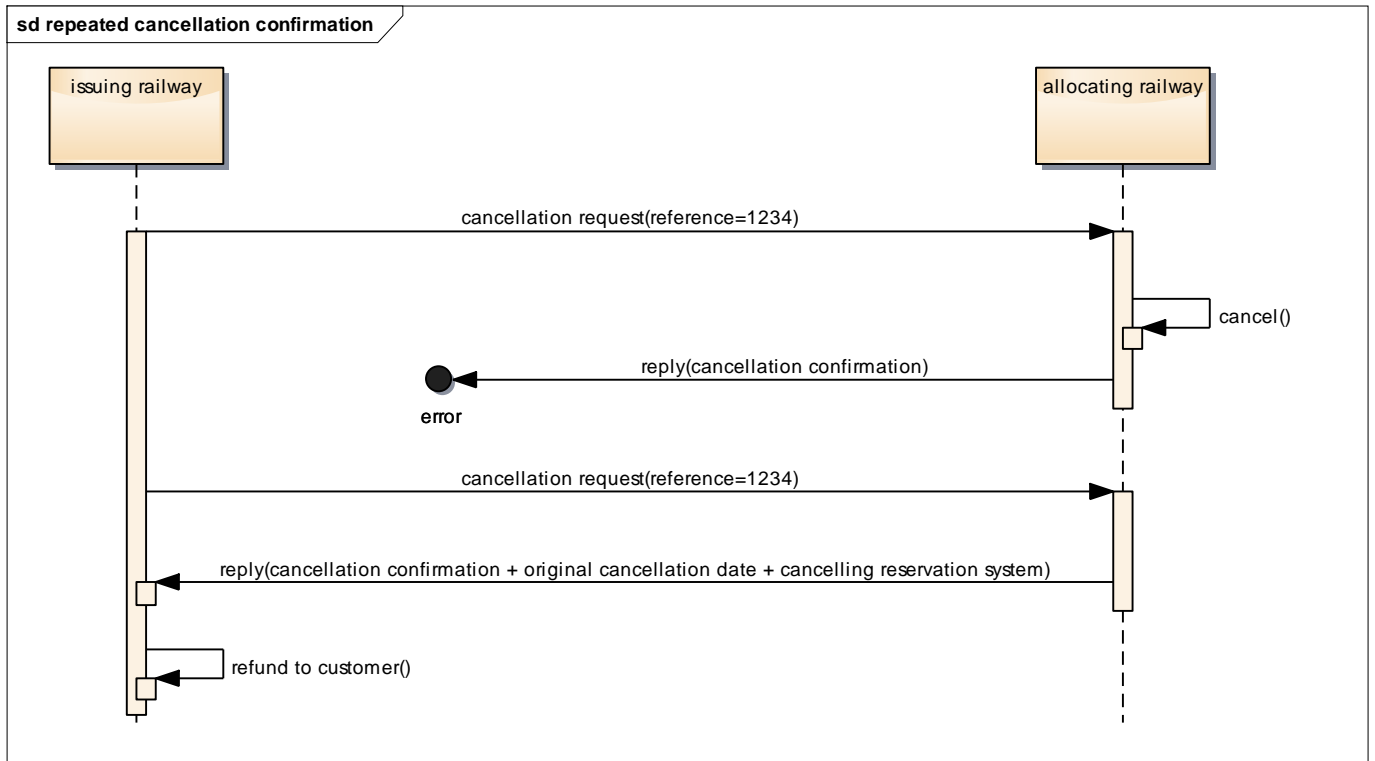 sd repeated cancellation confirmation
issuing railway
allocating railway
cancellation request(reference=1234)
cancel()
reply(cancellation confirmation)
error
cancellation request(reference=1234)
reply(cancellation confirmation + original cancellation date + cancelling reservation system)
refund to customer()